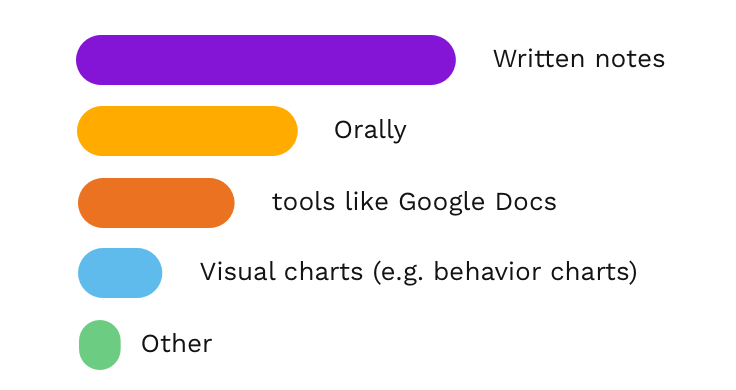 Written notes
Orally
tools like Google Docs
Visual charts (e.g. behavior charts)
Other